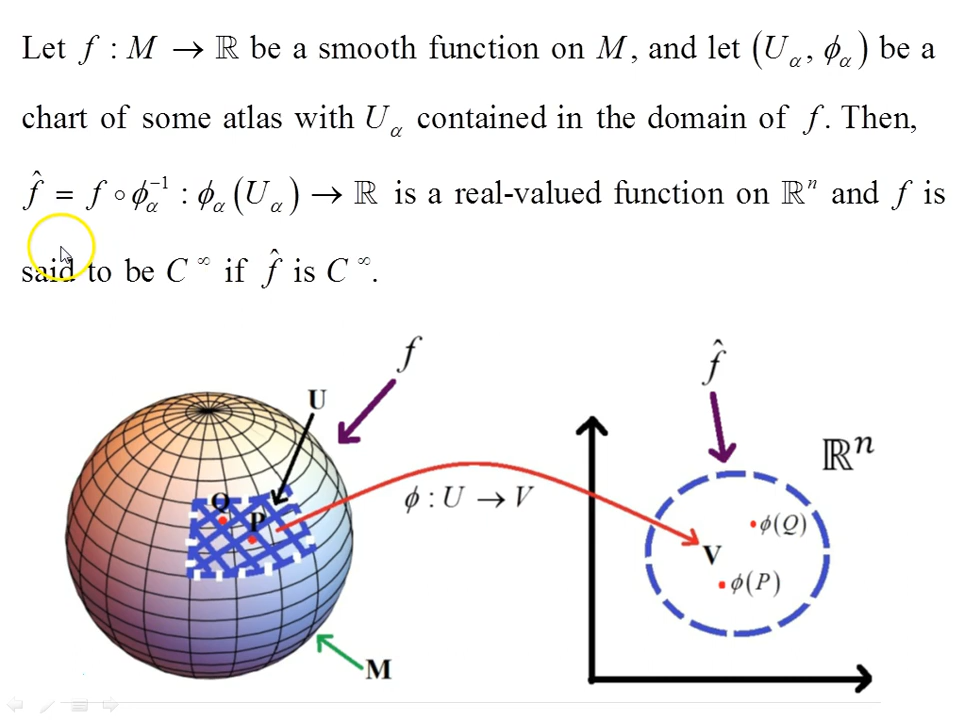 Let f : M → ℝ be a smooth function on M, and let (U_α, ϕ_α) be a
chart of some atlas with U_α contained in the domain of f. Then,
f̂ = f ∘ ϕ_α⁻¹ : ϕ_α(U_α) → ℝ is a real-valued function on ℝⁿ and f is
said to be C^∞ if f̂ is C^∞.
f
f̂
U
ℝⁿ
Q
P
ϕ : U → V
ϕ(Q)
V
ϕ(P)
M